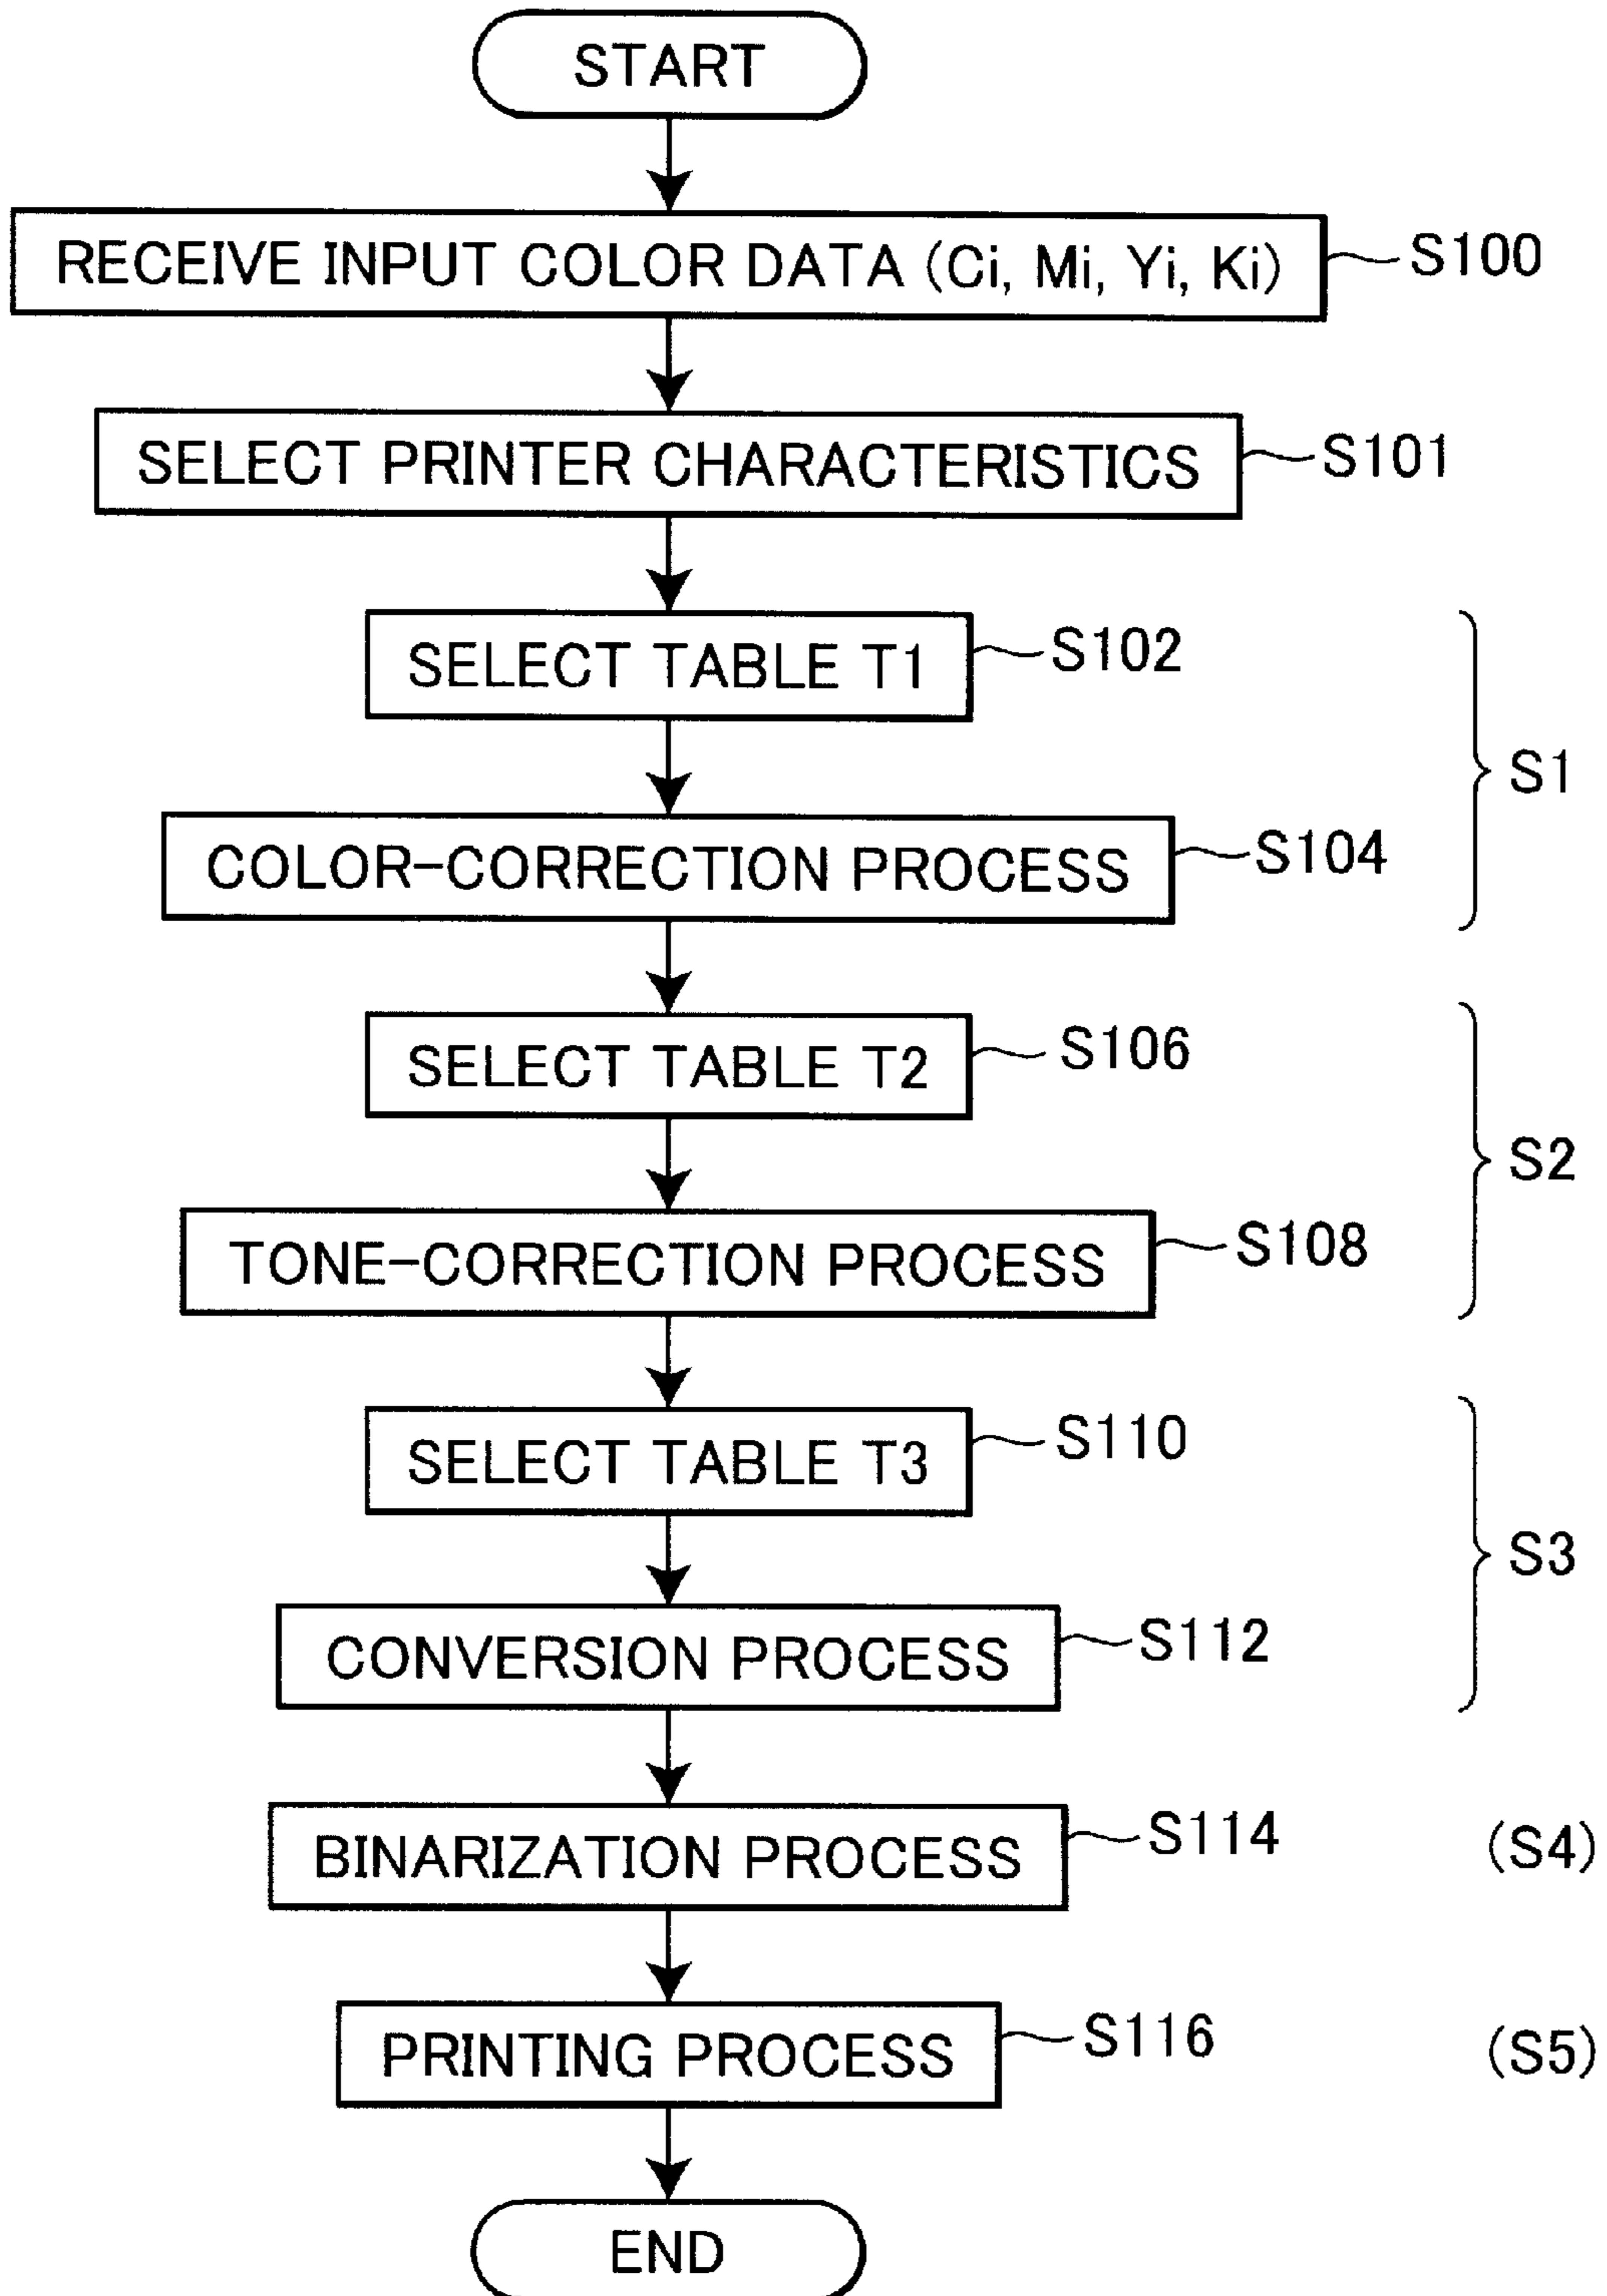 START
RECEIVE INPUT COLOR DATA (Ci, Mi, Yi, Ki) S100
SELECT PRINTER CHARACTERISTICS S101
SELECT TABLE T1 S102
S1
COLOR-CORRECTION PROCESS S104
SELECT TABLE T2 S106
S2
TONE-CORRECTION PROCESS S108
SELECT TABLE T3 S110
S3
CONVERSION PROCESS S112
BINARIZATION PROCESS S114 (S4)
PRINTING PROCESS S116 (S5)
END